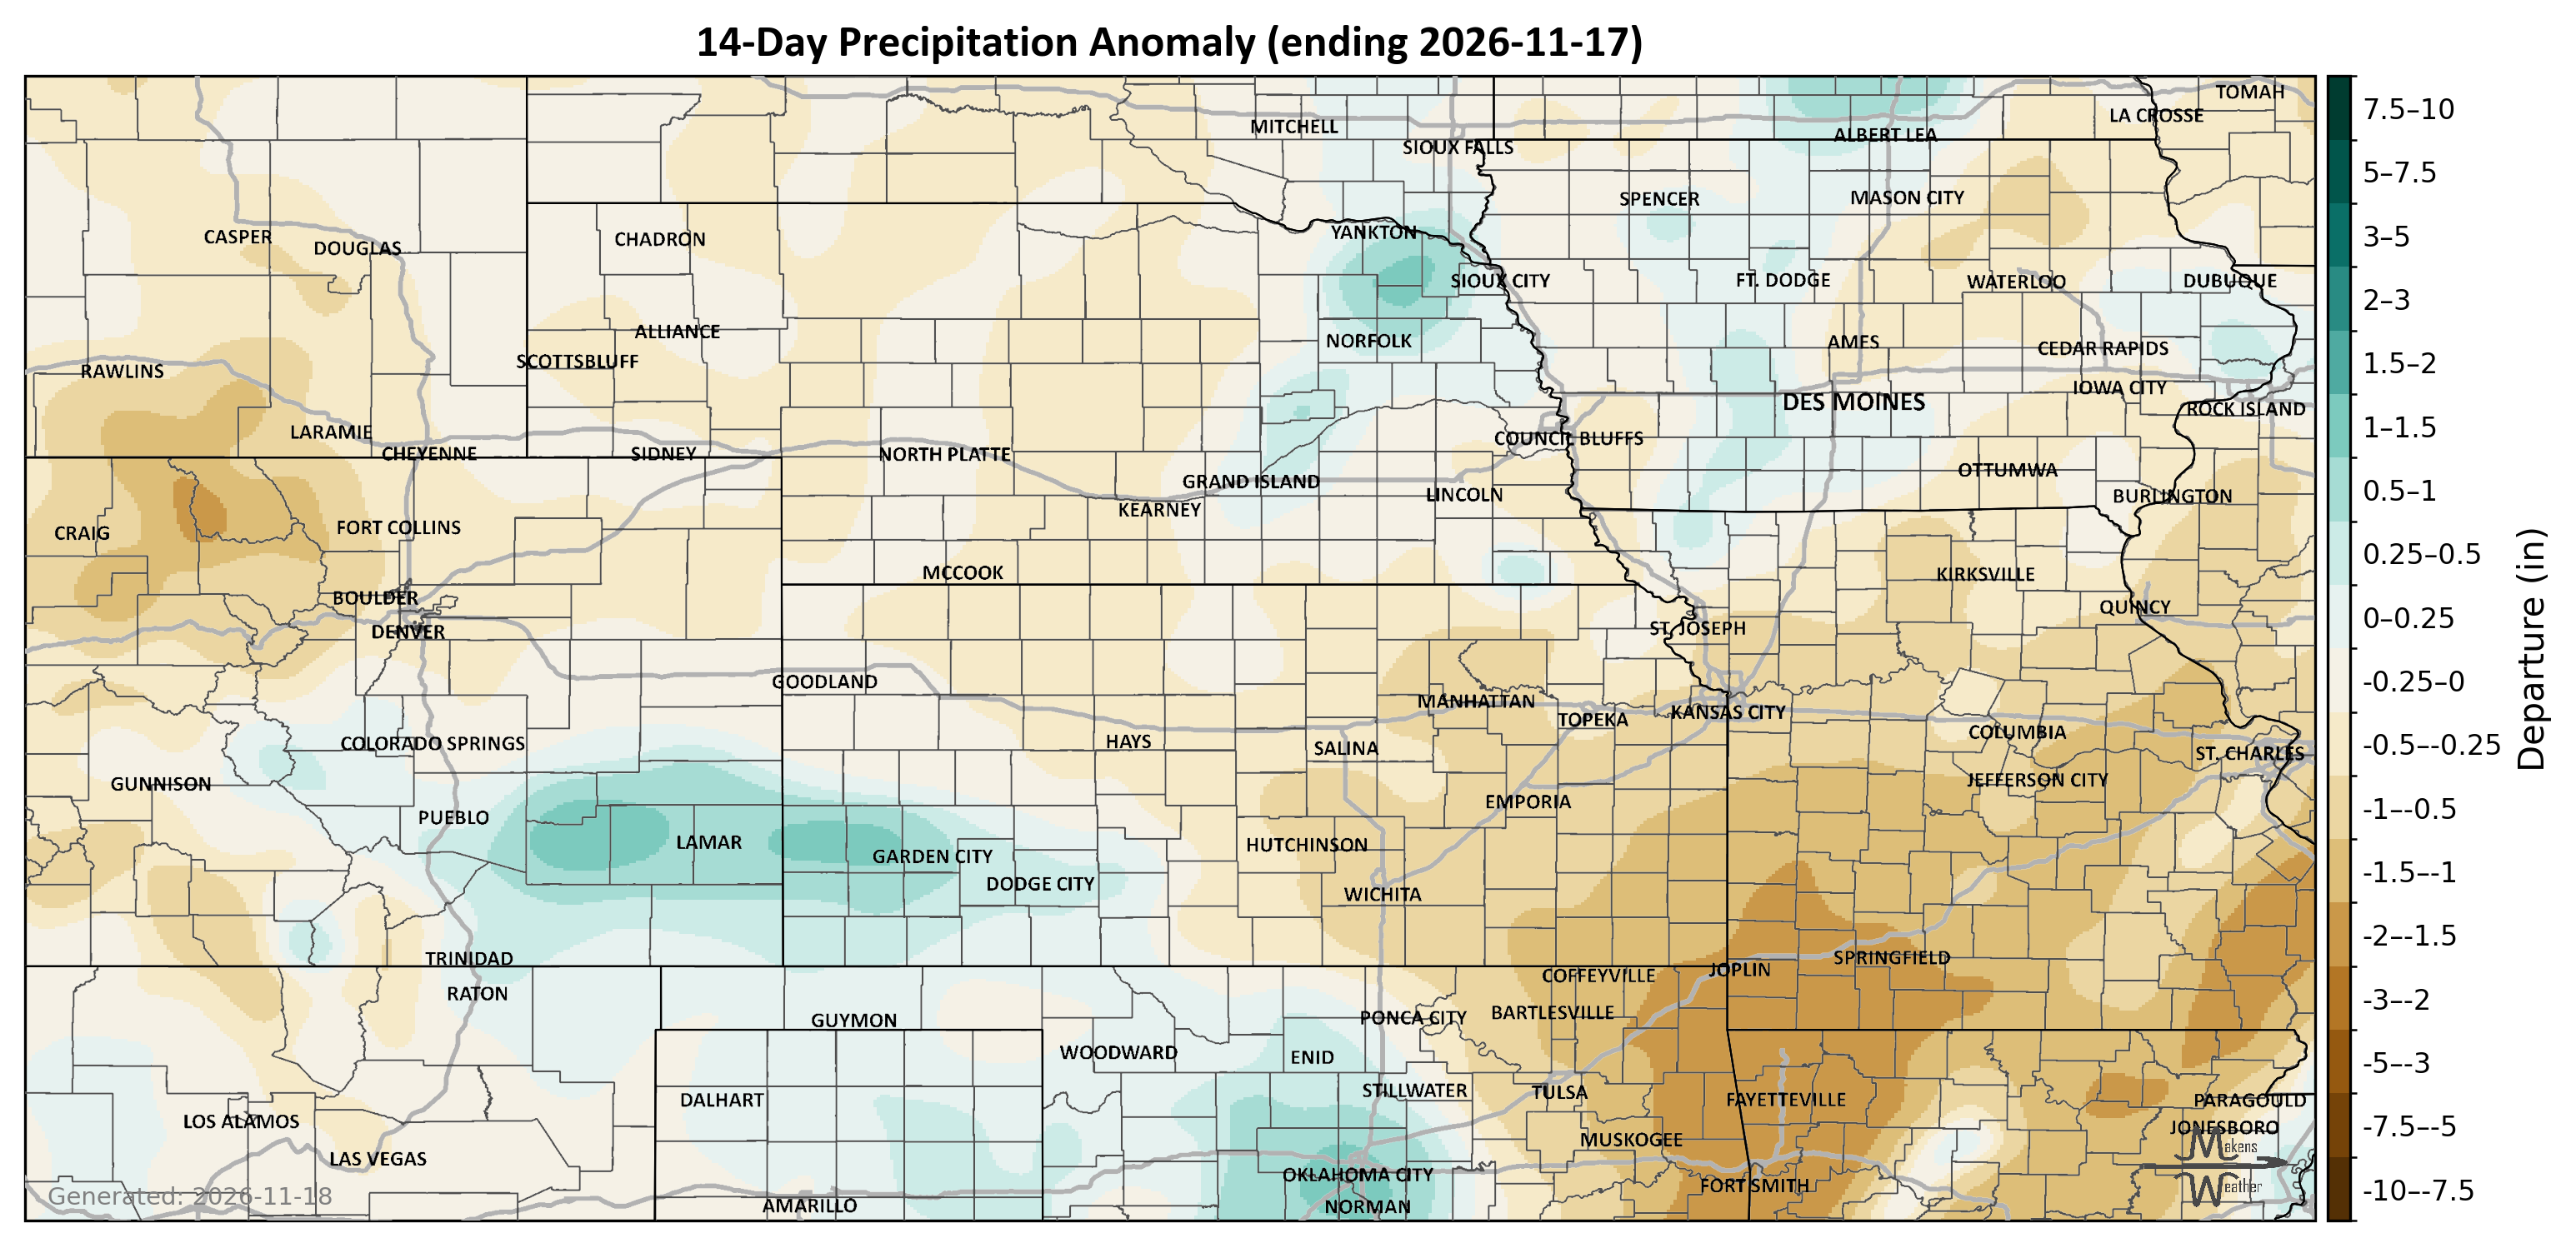 14-Day Precipitation Anomaly (ending 2026-11-17)
TOMAH
LA CROSSE
MITCHELL
ALBERT LEA
SIOUX FALLS
SPENCER
MASON CITY
CASPER
DOUGLAS
CHADRON
YANKTON
SIOUX CITY
FT. DODGE
WATERLOO
DUBUQUE
ALLIANCE
NORFOLK
AMES
CEDAR RAPIDS
SCOTTSBLUFF
RAWLINS
IOWA CITY
DES MOINES
ROCK ISLAND
LARAMIE
COUNCIL BLUFFS
CHEYENNE
SIDNEY
NORTH PLATTE
OTTUMWA
GRAND ISLAND
LINCOLN
BURLINGTON
KEARNEY
CRAIG
FORT COLLINS
MCCOOK
KIRKSVILLE
BOULDER
QUINCY
DENVER
ST. JOSEPH
GOODLAND
MANHATTAN
TOPEKA
KANSAS CITY
COLUMBIA
COLORADO SPRINGS
HAYS
SALINA
ST. CHARLES
GUNNISON
JEFFERSON CITY
EMPORIA
PUEBLO
LAMAR
HUTCHINSON
GARDEN CITY
DODGE CITY
WICHITA
TRINIDAD
SPRINGFIELD
JOPLIN
COFFEYVILLE
RATON
BARTLESVILLE
GUYMON
PONCA CITY
WOODWARD
ENID
STILLWATER
TULSA
DALHART
FAYETTEVILLE
PARAGOULD
LOS ALAMOS
JONESBORO
MUSKOGEE
LAS VEGAS
OKLAHOMA CITY
FORT SMITH
AMARILLO
NORMAN
Generated: 2026-11-18
Makens
Weather
7.5–10
5–7.5
3–5
2–3
1.5–2
1–1.5
0.5–1
0.25–0.5
0–0.25
-0.25–0
-0.5–-0.25
-1–-0.5
-1.5–-1
-2–-1.5
-3–-2
-5–-3
-7.5–-5
-10–-7.5
Departure (in)